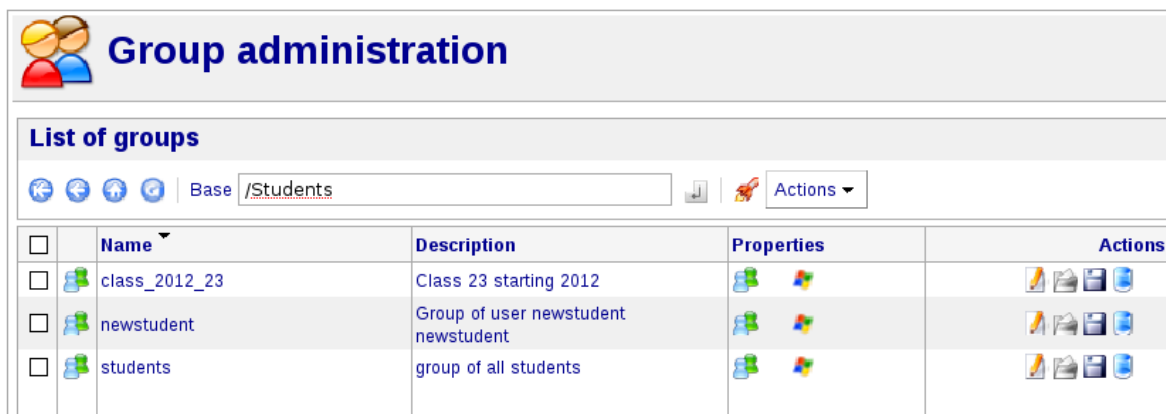 Group administration
List of groups
Base /Students Actions
Name Description Properties Actions
class_2012_23 Class 23 starting 2012
newstudent Group of user newstudent
newstudent
students group of all students